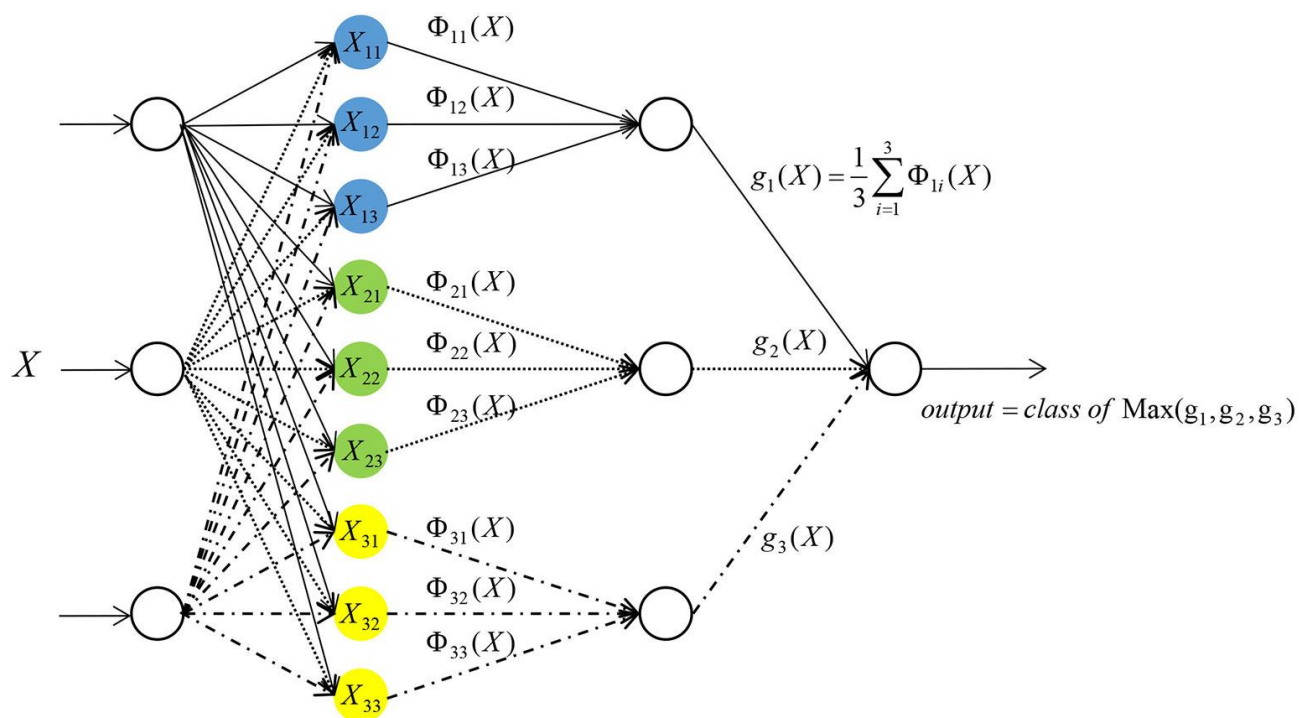 X
X₁₁
X₁₂
X₁₃
X₂₁
X₂₂
X₂₃
X₃₁
X₃₂
X₃₃
Φ₁₁(X)
Φ₁₂(X)
Φ₁₃(X)
Φ₂₁(X)
Φ₂₂(X)
Φ₂₃(X)
Φ₃₁(X)
Φ₃₂(X)
Φ₃₃(X)
g₁(X) = 1/3 ∑_{i=1}^{3} Φ₁ᵢ(X)
g₂(X)
g₃(X)
output = class of Max(g₁,g₂,g₃)